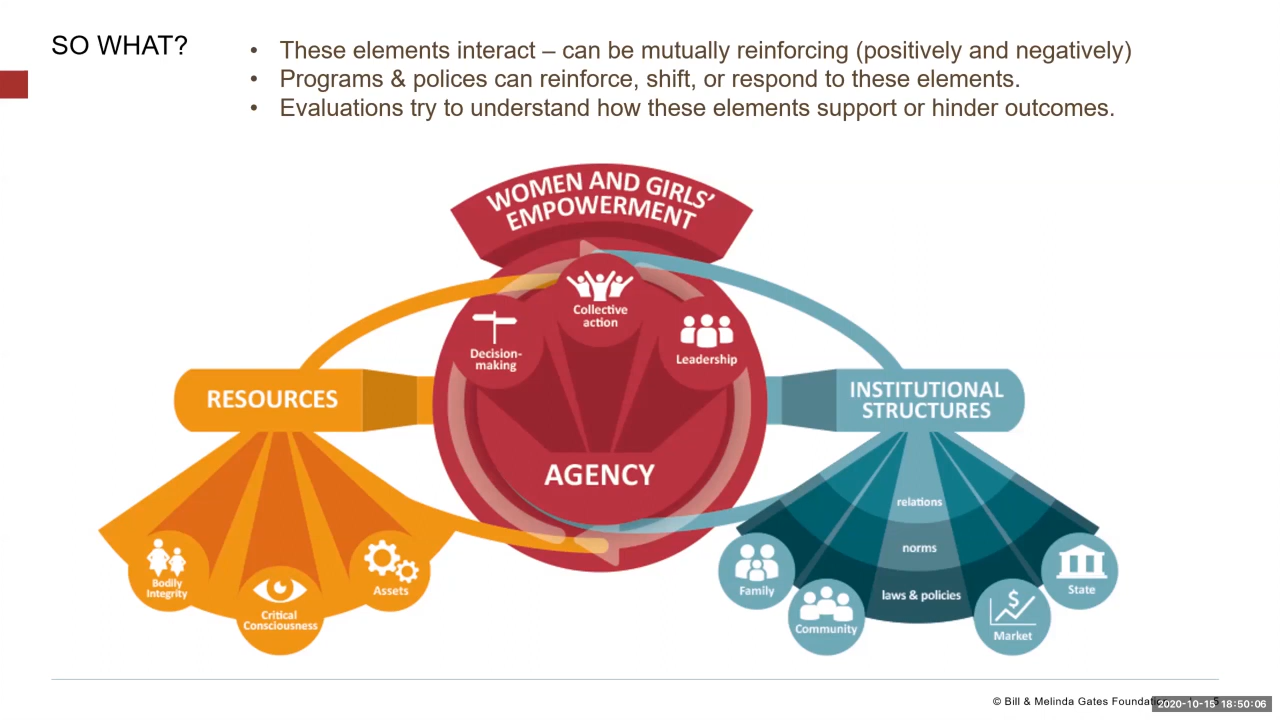 SO WHAT?
• These elements interact – can be mutually reinforcing (positively and negatively)
• Programs & polices can reinforce, shift, or respond to these elements.
• Evaluations try to understand how these elements support or hinder outcomes.
WOMEN AND GIRLS'
EMPOWERMENT
Collective
action
Decision-
making
Leadership
RESOURCES
INSTITUTIONAL
STRUCTURES
AGENCY
relations
norms
laws & policies
Bodily
Integrity
Critical
Consciousness
Assets
Family
Community
Market
State
© Bill & Melinda Gates Foundation
2020-10-15 18:50:06